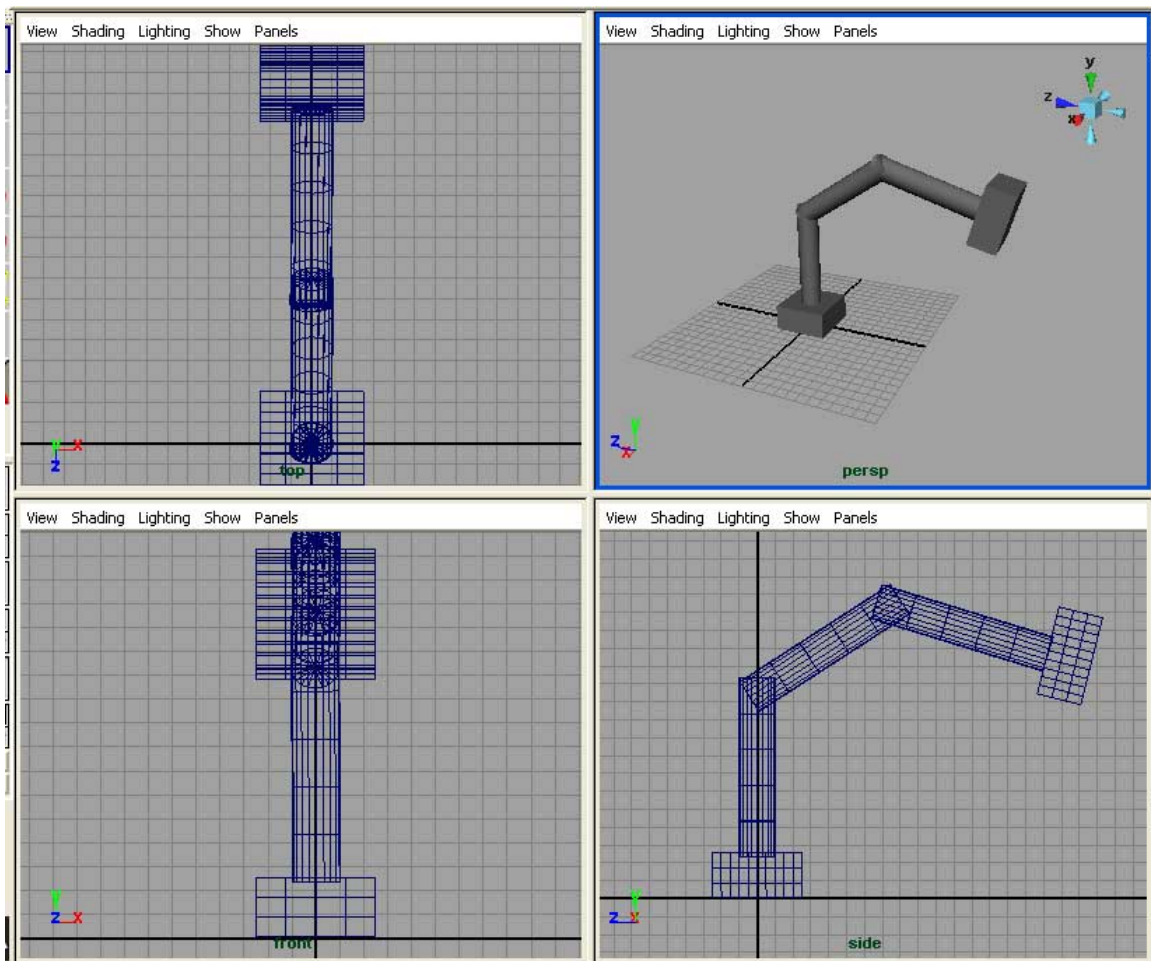 View Shading Lighting Show Panels
View Shading Lighting Show Panels
y
z
x
y x
z
top
y
z
x
persp
View Shading Lighting Show Panels
View Shading Lighting Show Panels
y
z x
front
y
z x
side